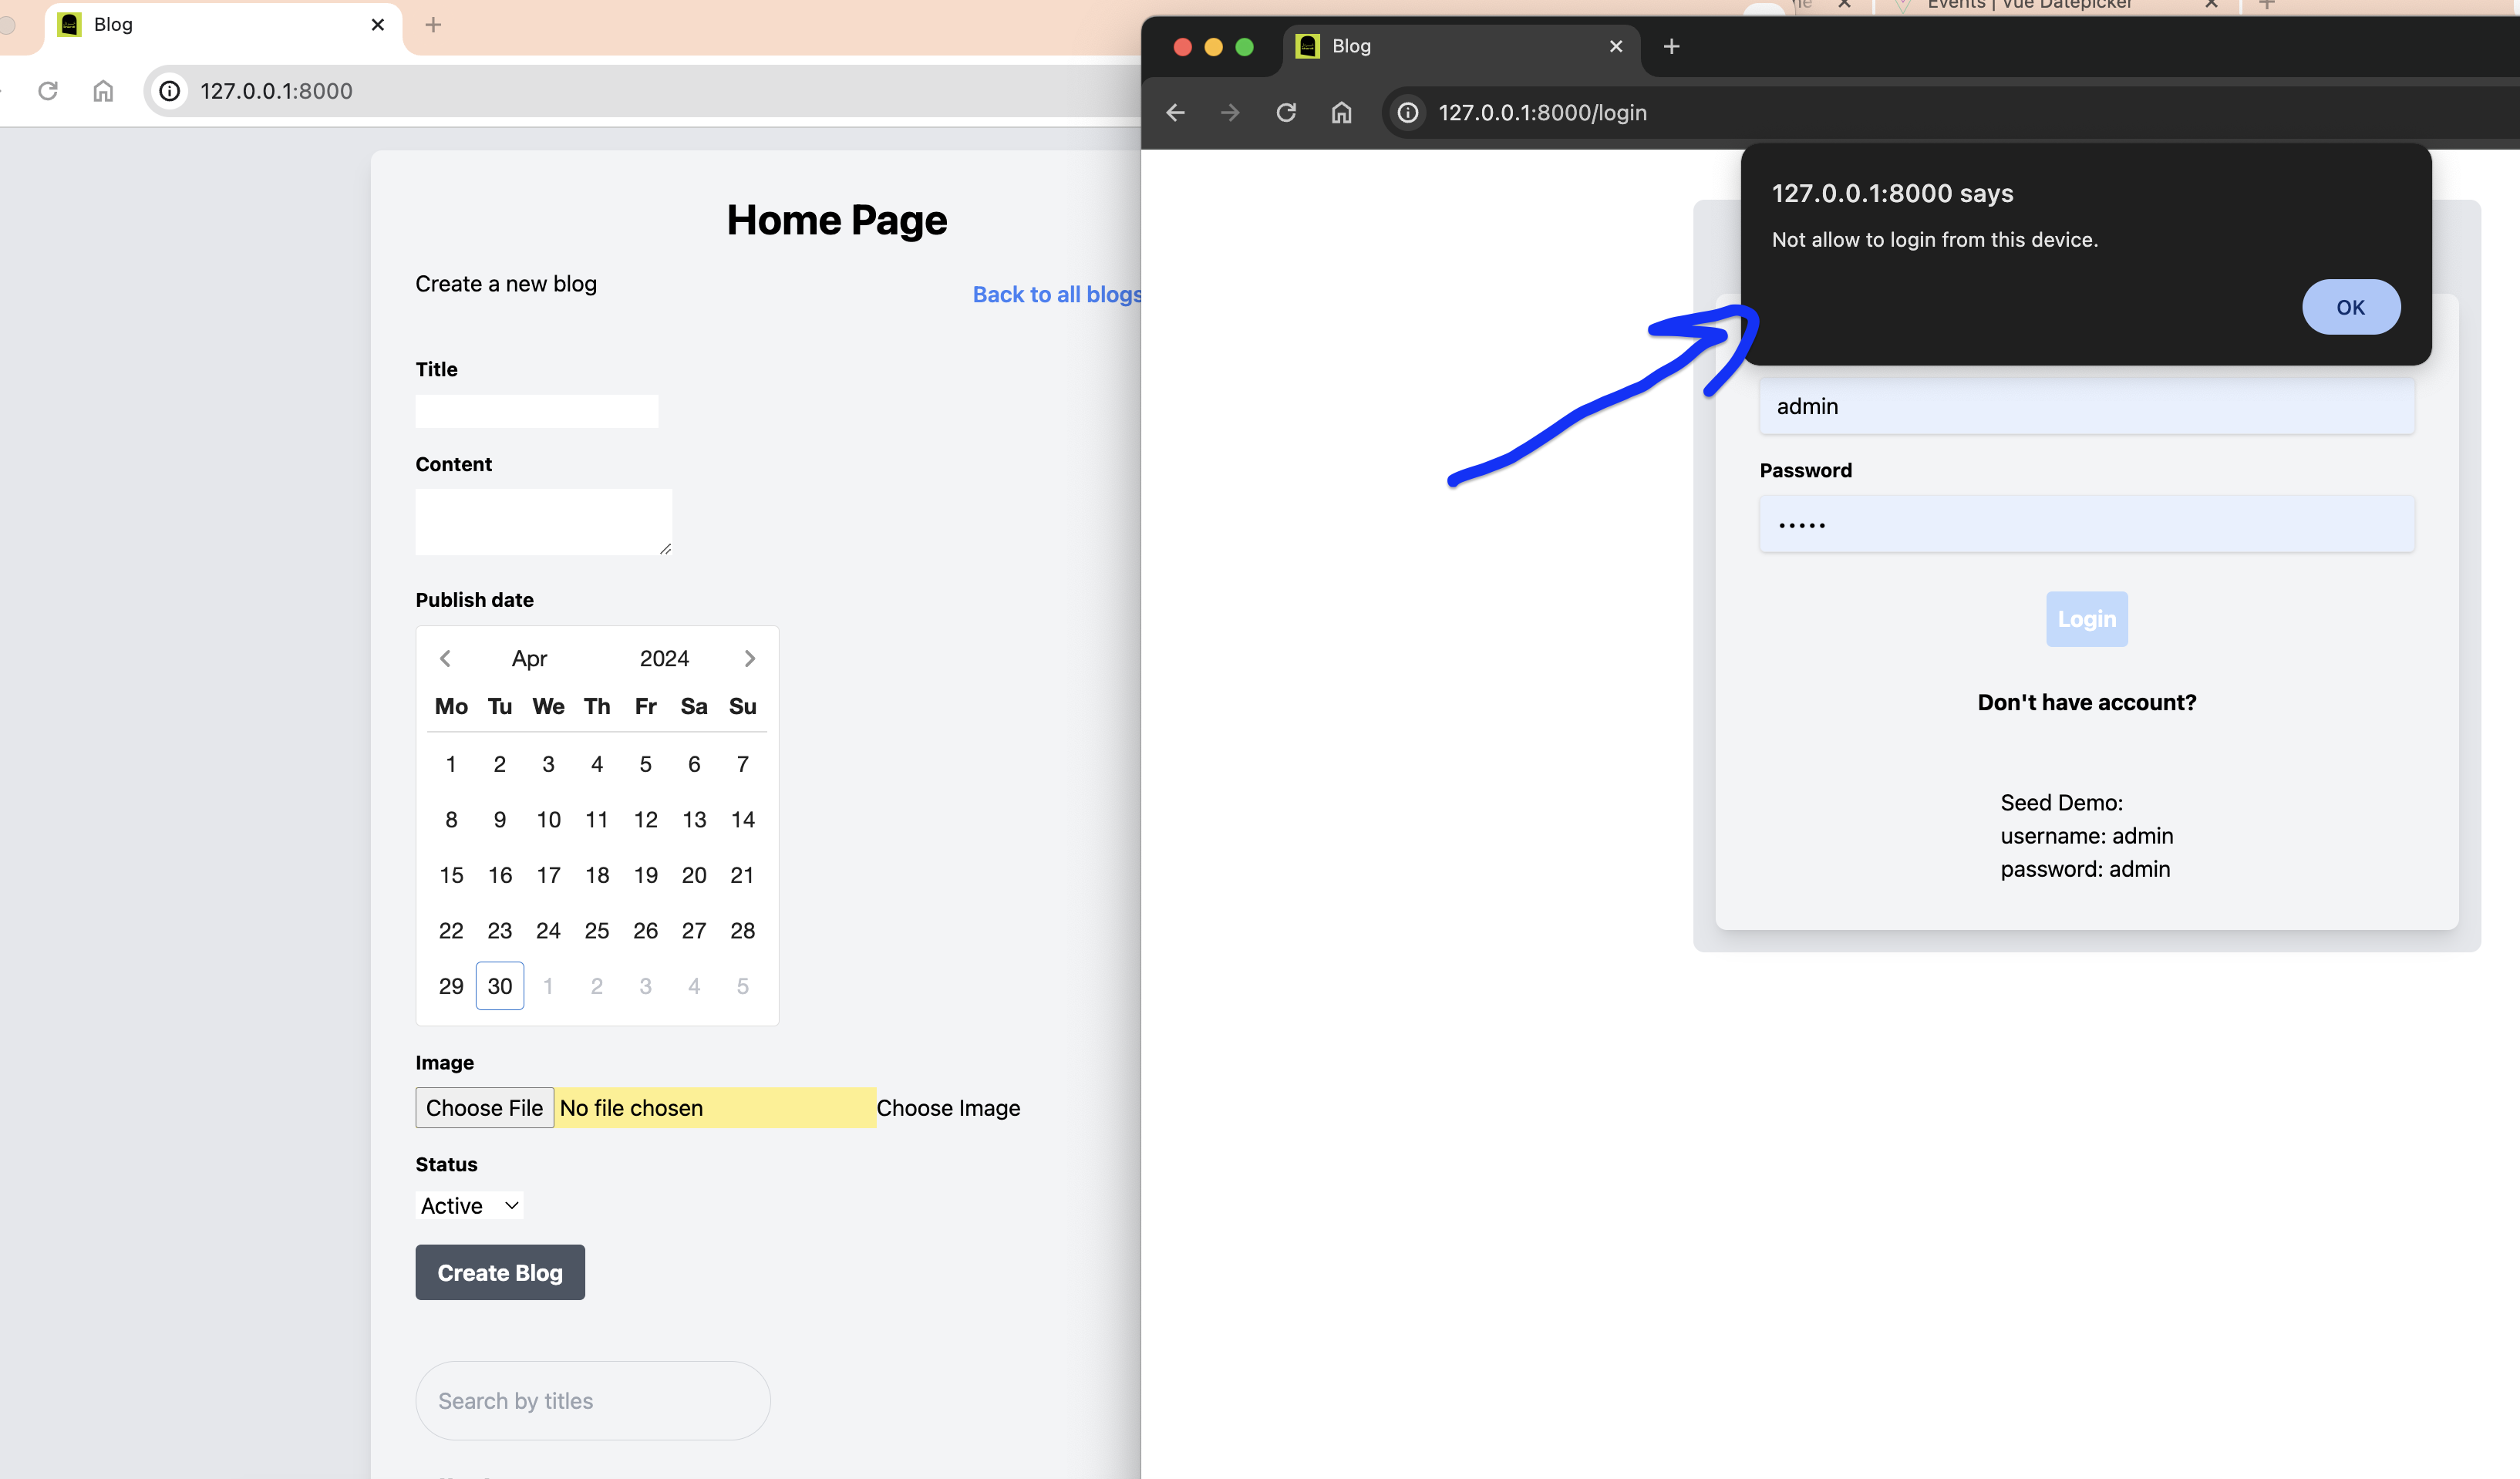 Blog
127.0.0.1:8000
Home Page
Create a new blog
Back to all blogs
Title
Content
Publish date
Apr 2024
Mo Tu We Th Fr Sa Su
1 2 3 4 5 6 7
8 9 10 11 12 13 14
15 16 17 18 19 20 21
22 23 24 25 26 27 28
29 30 1 2 3 4 5
Image
Choose File No file chosen Choose Image
Status
Active
Create Blog
Search by titles
Events | Vue Datepicker
Blog
127.0.0.1:8000/login
127.0.0.1:8000 says
Not allow to login from this device.
OK
admin
Password
•••••
Login
Don't have account?
Seed Demo:
username: admin
password: admin